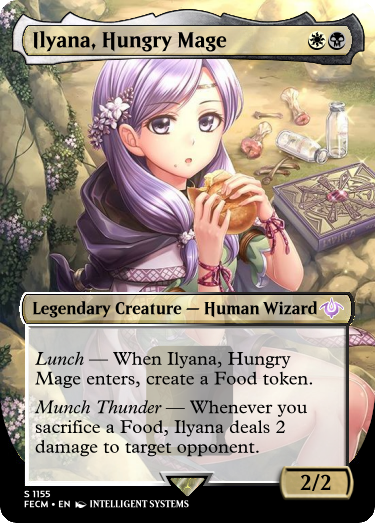 Ilyana, Hungry Mage
Legendary Creature — Human Wizard
Lunch — When Ilyana, Hungry
Mage enters, create a Food token.
Munch Thunder — Whenever you
sacrifice a Food, Ilyana deals 2
damage to target opponent.
2/2
S 1155
FECM • EN INTELLIGENT SYSTEMS